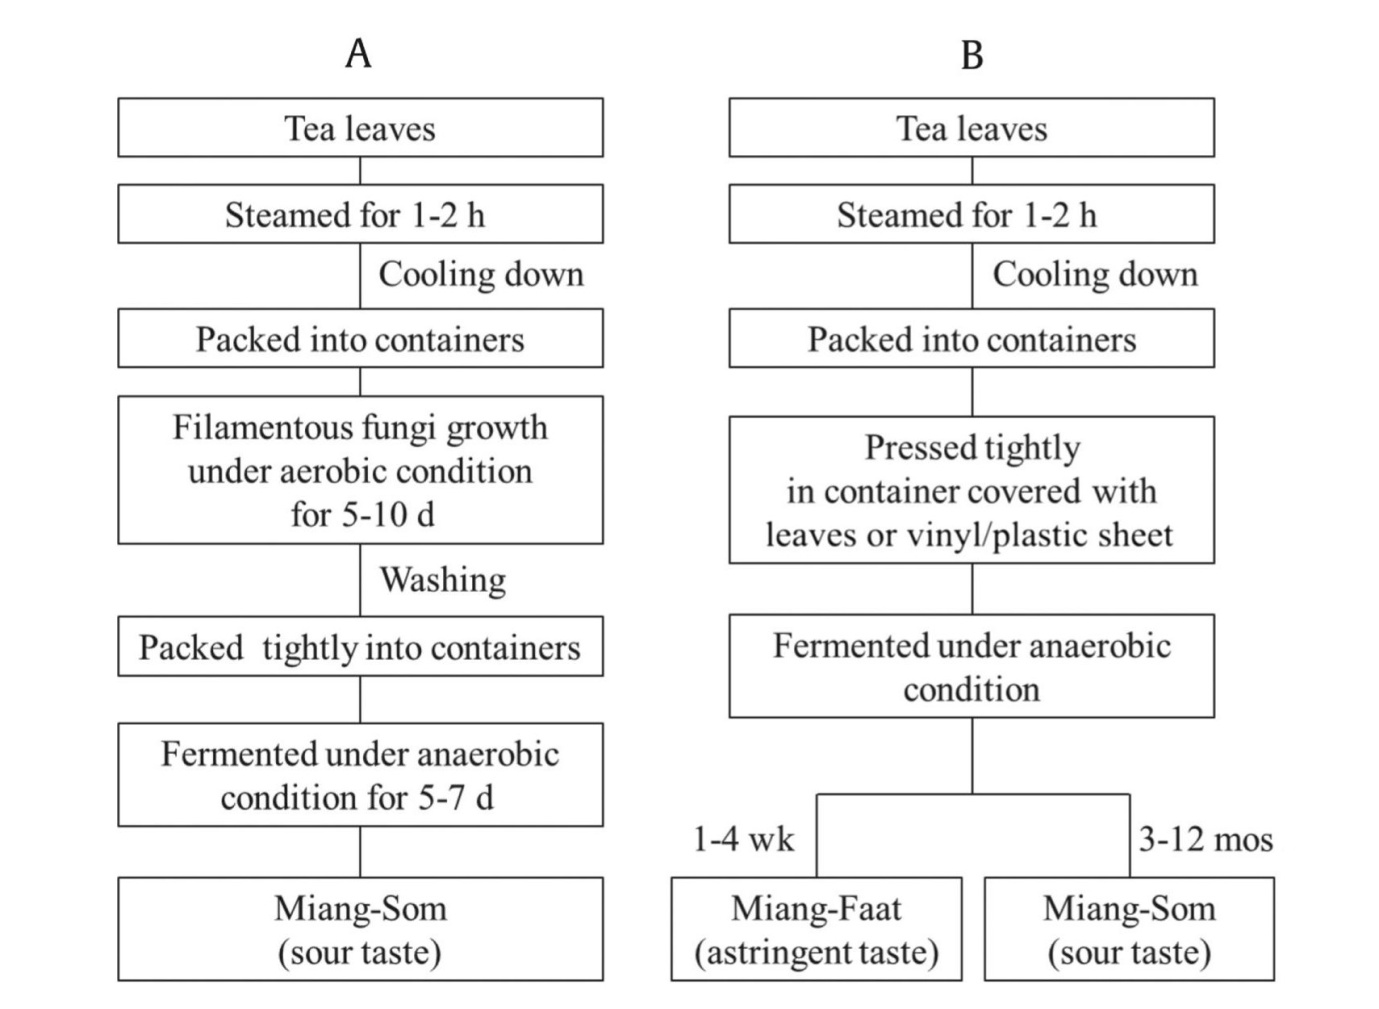 A
Tea leaves
Steamed for 1-2 h
Cooling down
Packed into containers
Filamentous fungi growth
under aerobic condition
for 5-10 d
Washing
Packed tightly into containers
Fermented under anaerobic
condition for 5-7 d
Miang-Som
(sour taste)
B
Tea leaves
Steamed for 1-2 h
Cooling down
Packed into containers
Pressed tightly
in container covered with
leaves or vinyl/plastic sheet
Fermented under anaerobic
condition
1-4 wk
Miang-Faat
(astringent taste)
3-12 mos
Miang-Som
(sour taste)